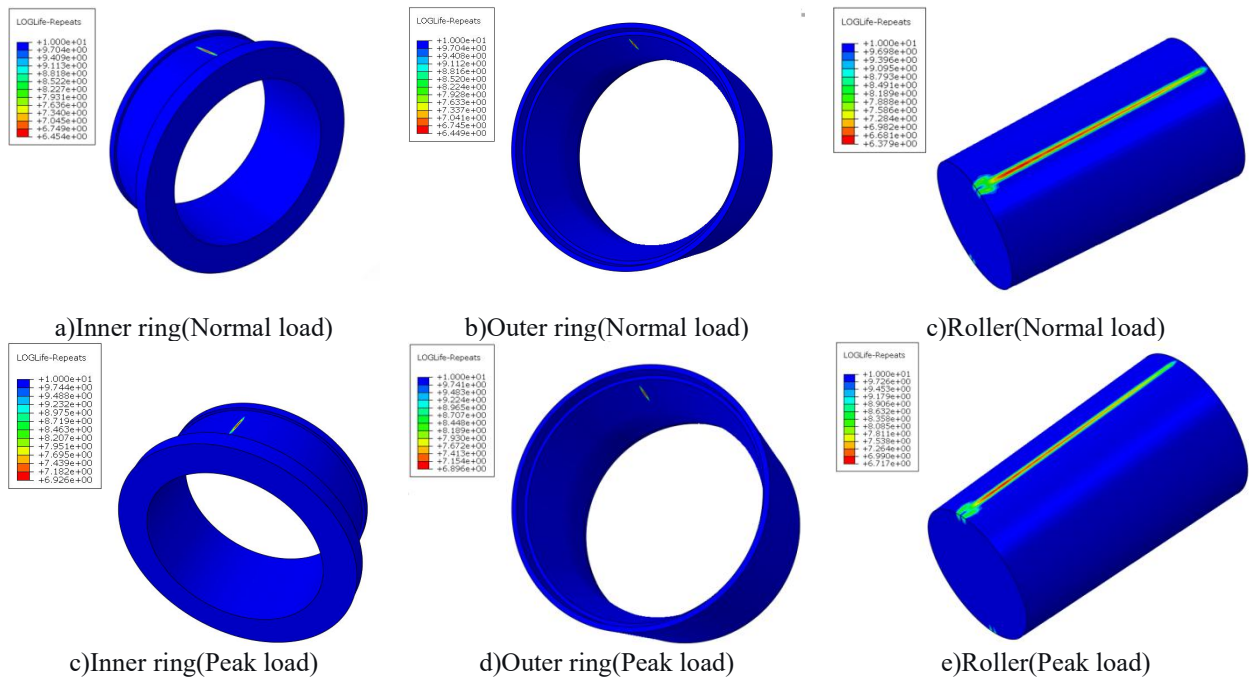 LOGLife-Repeats
+1.000e+01
+9.704e+00
+9.409e+00
+9.113e+00
+8.818e+00
+8.522e+00
+8.227e+00
+7.931e+00
+7.636e+00
+7.340e+00
+7.045e+00
+6.749e+00
+6.454e+00
LOGLife-Repeats
+1.000e+01
+9.704e+00
+9.408e+00
+9.112e+00
+8.816e+00
+8.520e+00
+8.224e+00
+7.928e+00
+7.633e+00
+7.337e+00
+7.041e+00
+6.745e+00
+6.449e+00
LOGLife-Repeats
+1.000e+01
+9.698e+00
+9.396e+00
+9.095e+00
+8.793e+00
+8.491e+00
+8.189e+00
+7.888e+00
+7.586e+00
+7.284e+00
+6.982e+00
+6.681e+00
+6.379e+00
a)Inner ring(Normal load)
b)Outer ring(Normal load)
c)Roller(Normal load)
LOGLife-Repeats
+1.000e+01
+9.744e+00
+9.488e+00
+9.232e+00
+8.975e+00
+8.719e+00
+8.463e+00
+8.207e+00
+7.951e+00
+7.695e+00
+7.439e+00
+7.182e+00
+6.926e+00
LOGLife-Repeats
+1.000e+01
+9.741e+00
+9.483e+00
+9.224e+00
+8.965e+00
+8.707e+00
+8.448e+00
+8.189e+00
+7.930e+00
+7.672e+00
+7.413e+00
+7.154e+00
+6.896e+00
LOGLife-Repeats
+1.000e+01
+9.726e+00
+9.453e+00
+9.179e+00
+8.906e+00
+8.632e+00
+8.358e+00
+8.085e+00
+7.811e+00
+7.538e+00
+7.264e+00
+6.990e+00
+6.717e+00
c)Inner ring(Peak load)
d)Outer ring(Peak load)
e)Roller(Peak load)